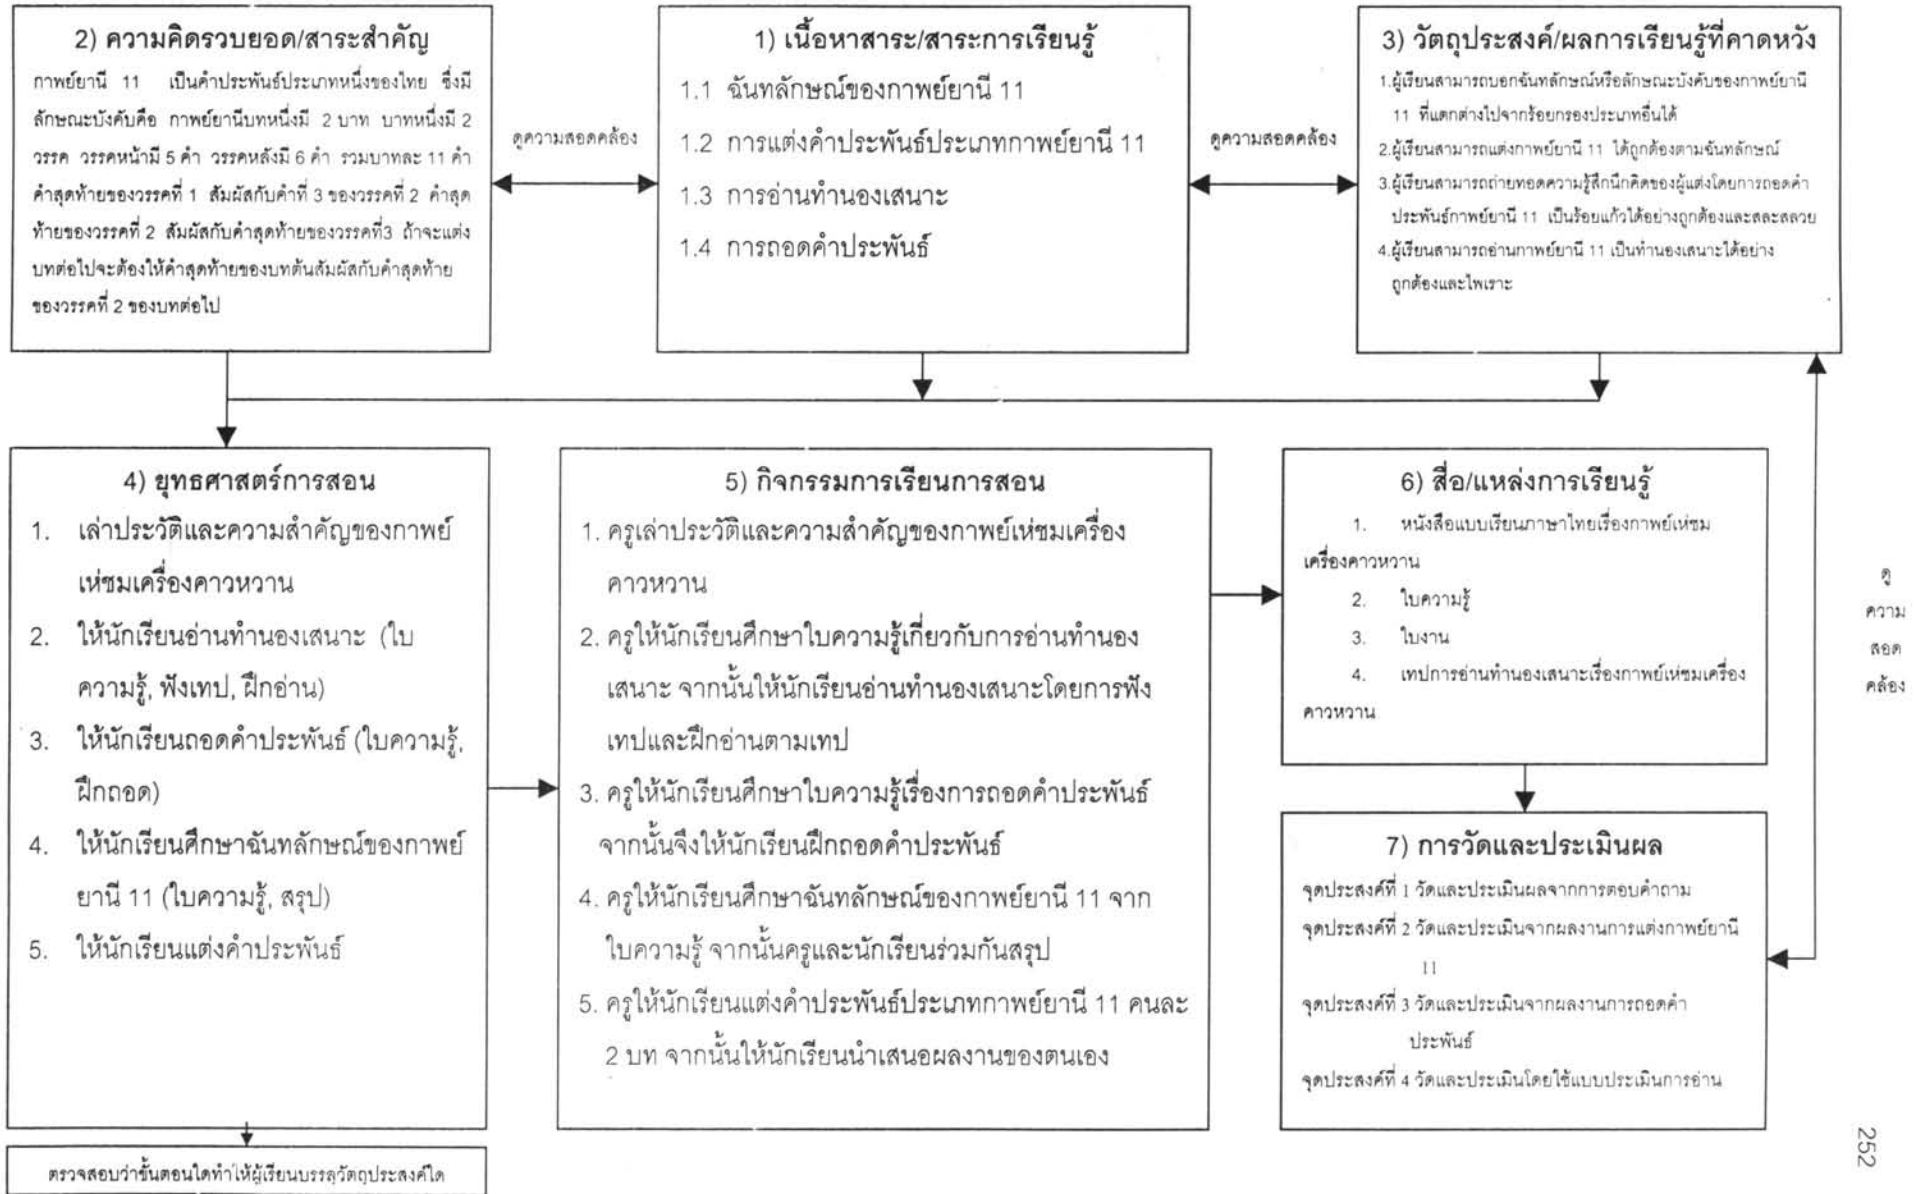 2) ความคิดรวบยอด/สาระสำคัญ
กาพย์ยานี 11 เป็นคำประพันธ์ประเภทหนึ่งของไทย ซึ่งมี
ลักษณะบังคับคือ กาพย์ยานีบทหนึ่งมี 2 บาท บาทหนึ่งมี 2
วรรค วรรคหน้ามี 5 คำ วรรคหลังมี 6 คำ รวมบาทละ 11 คำ
คำสุดท้ายของวรรคที่ 1 สัมผัสกับคำที่ 3 ของวรรคที่ 2 คำสุด
ท้ายของวรรคที่ 2 สัมผัสกับคำสุดท้ายของวรรคที่3 ถ้าจะแต่ง
บทต่อไปจะต้องให้คำสุดท้ายของบทต้นสัมผัสกับคำสุดท้าย
ของวรรคที่ 2 ของบทต่อไป
ดูความสอดคล้อง
1) เนื้อหาสาระ/สาระการเรียนรู้
1.1 ฉันทลักษณ์ของกาพย์ยานี 11
1.2 การแต่งคำประพันธ์ประเภทกาพย์ยานี 11
1.3 การอ่านทำนองเสนาะ
1.4 การถอดคำประพันธ์
ดูความสอดคล้อง
3) วัตถุประสงค์/ผลการเรียนรู้ที่คาดหวัง
1.ผู้เรียนสามารถบอกฉันทลักษณ์หรือลักษณะบังคับของกาพย์ยานี
11 ที่แตกต่างไปจากร้อยกรองประเภทอื่นได้
2.ผู้เรียนสามารถแต่งกาพย์ยานี 11 ได้ถูกต้องตามฉันทลักษณ์
3.ผู้เรียนสามารถถ่ายทอดความรู้สึกนึกคิดของผู้แต่งโดยการถอดคำ
ประพันธ์กาพย์ยานี 11 เป็นร้อยแก้วได้อย่างถูกต้องและสละสลวย
4.ผู้เรียนสามารถอ่านกาพย์ยานี 11 เป็นทำนองเสนาะได้อย่าง
ถูกต้องและไพเราะ
4) ยุทธศาสตร์การสอน
1. เล่าประวัติและความสำคัญของกาพย์
เห่ชมเครื่องคาวหวาน
2. ให้นักเรียนอ่านทำนองเสนาะ (ใบ
ความรู้, ฟังเทป, ฝึกอ่าน)
3. ให้นักเรียนถอดคำประพันธ์ (ใบความรู้,
ฝึกถอด)
4. ให้นักเรียนศึกษาฉันทลักษณ์ของกาพย์
ยานี 11 (ใบความรู้, สรุป)
5. ให้นักเรียนแต่งคำประพันธ์
5) กิจกรรมการเรียนการสอน
1. ครูเล่าประวัติและความสำคัญของกาพย์เห่ชมเครื่อง
คาวหวาน
2. ครูให้นักเรียนศึกษาใบความรู้เกี่ยวกับการอ่านทำนอง
เสนาะ จากนั้นให้นักเรียนอ่านทำนองเสนาะโดยการฟัง
เทปและฝึกอ่านตามเทป
3. ครูให้นักเรียนศึกษาใบความรู้เรื่องการถอดคำประพันธ์
จากนั้นจึงให้นักเรียนฝึกถอดคำประพันธ์
4. ครูให้นักเรียนศึกษาฉันทลักษณ์ของกาพย์ยานี 11 จาก
ใบความรู้ จากนั้นครูและนักเรียนร่วมกันสรุป
5. ครูให้นักเรียนแต่งคำประพันธ์ประเภทกาพย์ยานี 11 คนละ
2 บท จากนั้นให้นักเรียนนำเสนอผลงานของตนเอง
6) สื่อ/แหล่งการเรียนรู้
1. หนังสือแบบเรียนภาษาไทยเรื่องกาพย์เห่ชม
เครื่องคาวหวาน
2. ใบความรู้
3. ใบงาน
4. เทปการอ่านทำนองเสนาะเรื่องกาพย์เห่ชมเครื่อง
คาวหวาน
ดู
ความ
สอด
คล้อง
7) การวัดและประเมินผล
จุดประสงค์ที่ 1 วัดและประเมินผลจากการตอบคำถาม
จุดประสงค์ที่ 2 วัดและประเมินจากผลงานการแต่งกาพย์ยานี
11
จุดประสงค์ที่ 3 วัดและประเมินจากผลงานการถอดคำ
ประพันธ์
จุดประสงค์ที่ 4 วัดและประเมินโดยใช้แบบประเมินการอ่าน
ตรวจสอบว่าขั้นตอนใดทำให้ผู้เรียนบรรลุวัตถุประสงค์ใด
252